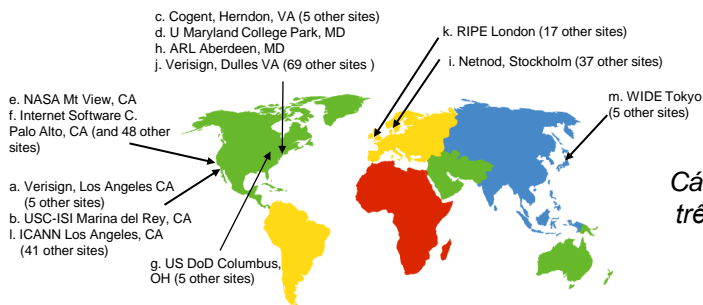 c. Cogent, Herndon, VA (5 other sites)
d. U Maryland College Park, MD
h. ARL Aberdeen, MD
j. Verisign, Dulles VA (69 other sites )
k. RIPE London (17 other sites)
i. Netnod, Stockholm (37 other sites)
m. WIDE Tokyo
(5 other sites)
e. NASA Mt View, CA
f. Internet Software C.
Palo Alto, CA (and 48 other
sites)
a. Verisign, Los Angeles CA
(5 other sites)
b. USC-ISI Marina del Rey, CA
l. ICANN Los Angeles, CA
(41 other sites)
g. US DoD Columbus,
OH (5 other sites)